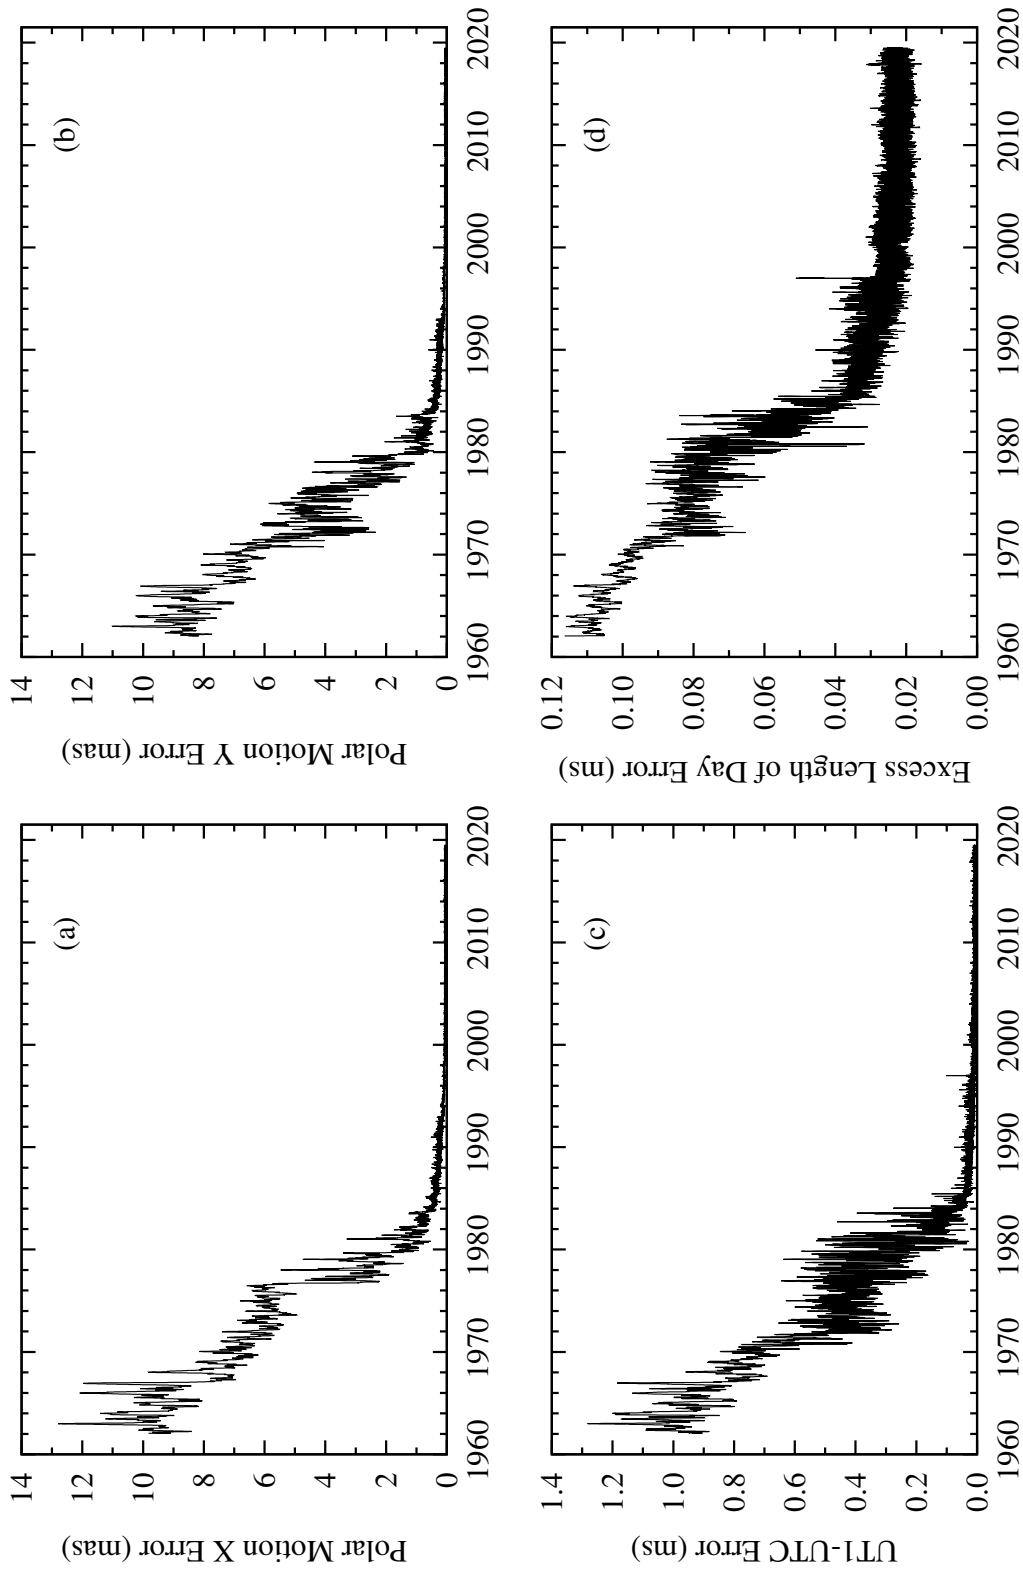 Polar Motion X Error (mas)
14
12
10
8
6
4
2
0
(a)
1960 1970 1980 1990 2000 2010 2020
Polar Motion Y Error (mas)
14
12
10
8
6
4
2
0
(b)
1960 1970 1980 1990 2000 2010 2020
UT1-UTC Error (ms)
1.4
1.2
1.0
0.8
0.6
0.4
0.2
0.0
(c)
1960 1970 1980 1990 2000 2010 2020
Excess Length of Day Error (ms)
0.12
0.10
0.08
0.06
0.04
0.02
0.00
(d)
1960 1970 1980 1990 2000 2010 2020